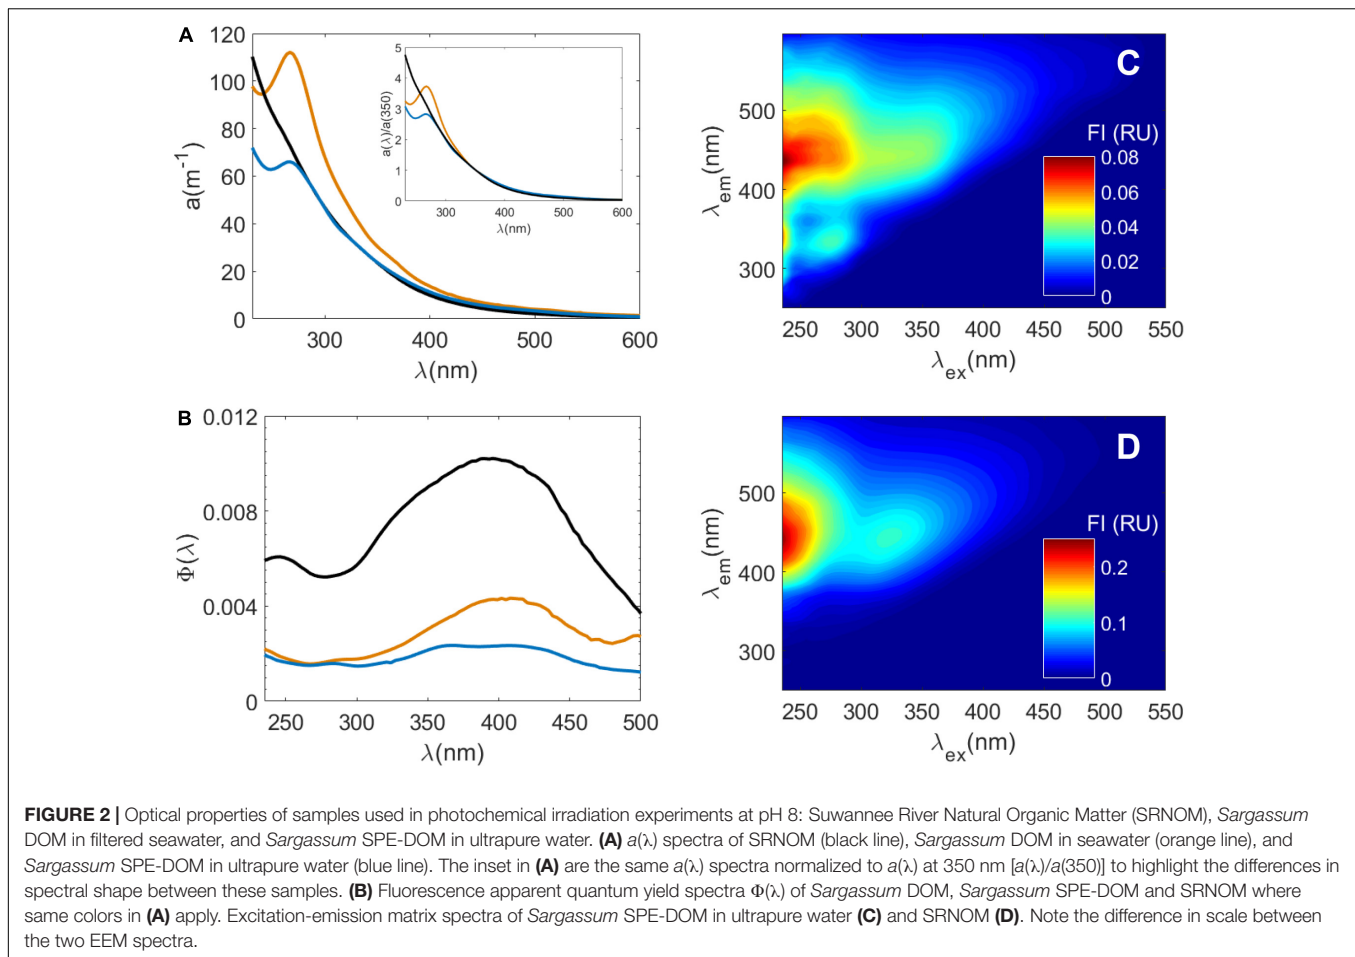 A
120
100
80
60
40
20
0
a(m⁻¹)
300
400
500
600
λ(nm)
5
4
3
2
1
0
a(λ)/a(350)
300
400
500
600
λ(nm)
C
500
400
300
λem(nm)
FI (RU)
0.08
0.06
0.04
0.02
0
250
300
350
400
450
500
550
λex(nm)
B
0.012
0.008
0.004
0
Φ(λ)
250
300
350
400
450
500
λ(nm)
D
500
400
300
λem(nm)
FI (RU)
0.2
0.1
0
250
300
350
400
450
500
550
λex(nm)
FIGURE 2 | Optical properties of samples used in photochemical irradiation experiments at pH 8: Suwannee River Natural Organic Matter (SRNOM), Sargassum
DOM in filtered seawater, and Sargassum SPE-DOM in ultrapure water. (A) a(λ) spectra of SRNOM (black line), Sargassum DOM in seawater (orange line), and
Sargassum SPE-DOM in ultrapure water (blue line). The inset in (A) are the same a(λ) spectra normalized to a(λ) at 350 nm [a(λ)/a(350)] to highlight the differences in
spectral shape between these samples. (B) Fluorescence apparent quantum yield spectra Φ(λ) of Sargassum DOM, Sargassum SPE-DOM and SRNOM where
same colors in (A) apply. Excitation-emission matrix spectra of Sargassum SPE-DOM in ultrapure water (C) and SRNOM (D). Note the difference in scale between
the two EEM spectra.